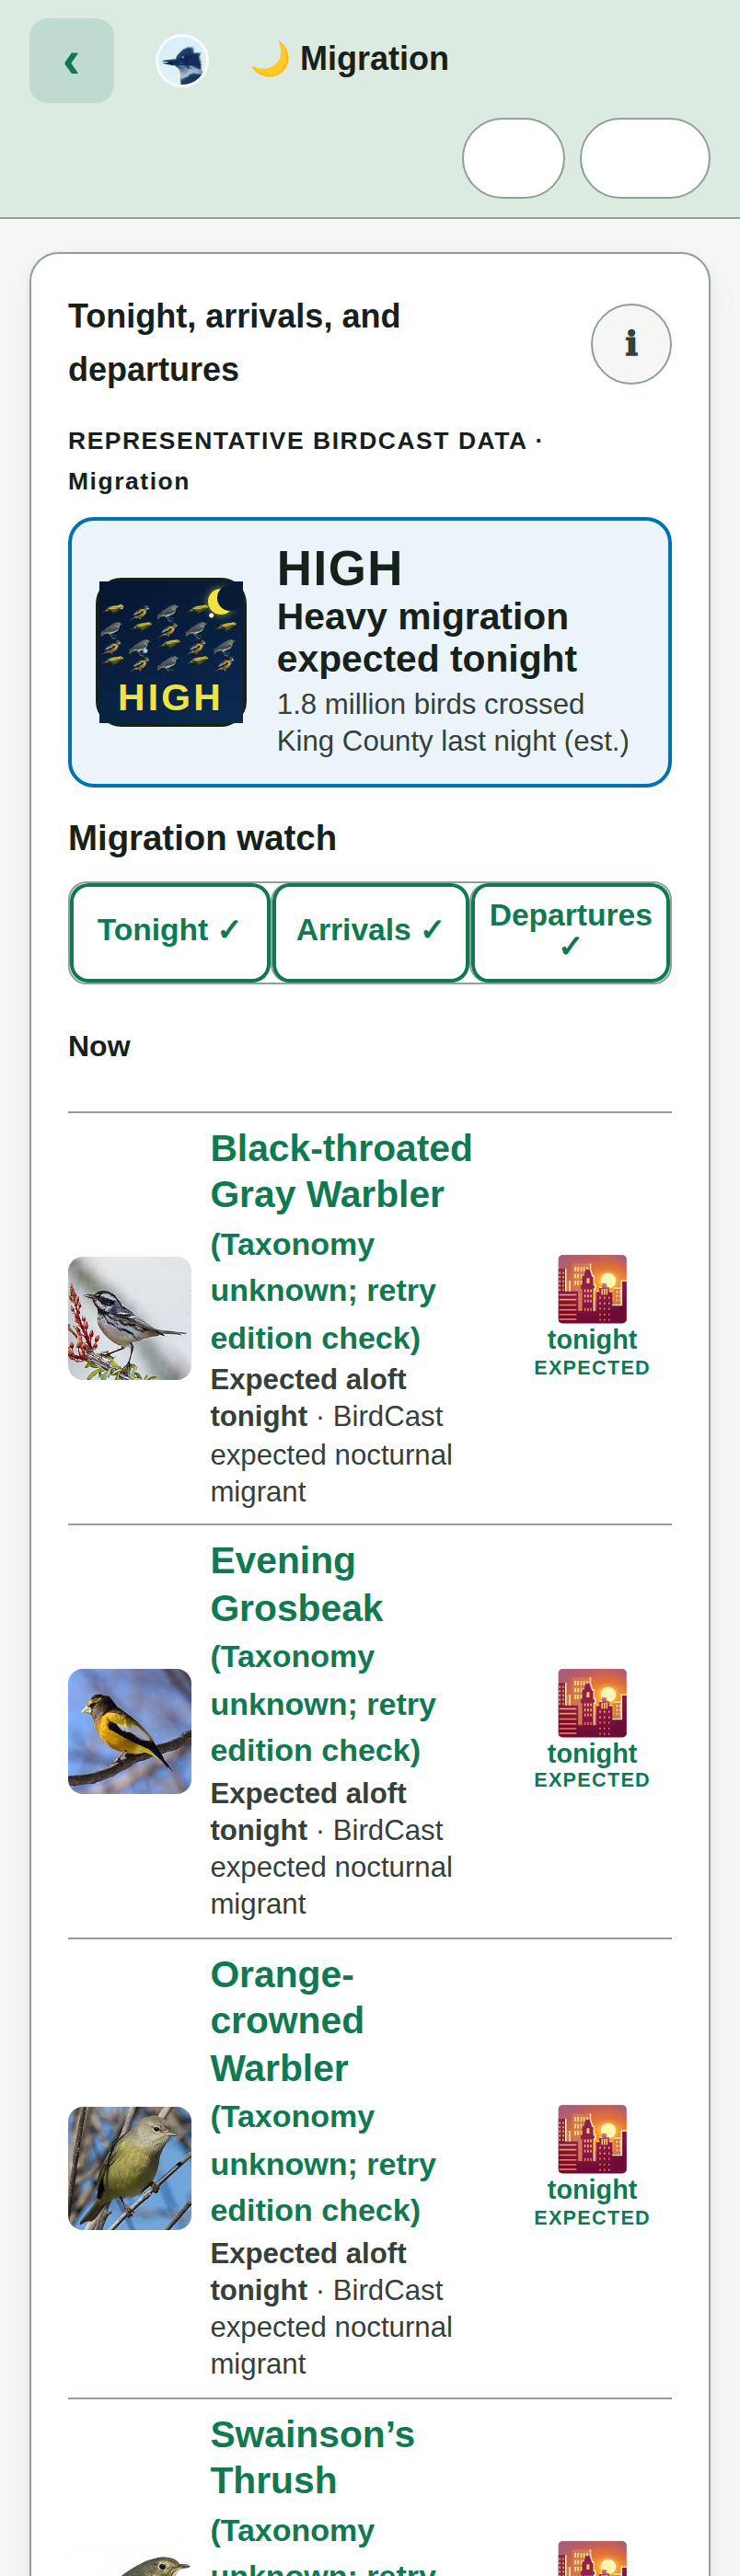 ‹ 🌙 Migration
Tonight, arrivals, and
departures
ℹ
REPRESENTATIVE BIRDCAST DATA ·
Migration
HIGH
HIGH
Heavy migration
expected tonight
1.8 million birds crossed
King County last night (est.)
Migration watch
Tonight ✓
Arrivals ✓
Departures
✓
Now
Black-throated
Gray Warbler
(Taxonomy
unknown; retry
edition check)
Expected aloft
tonight · BirdCast
expected nocturnal
migrant
tonight
EXPECTED
Evening
Grosbeak
(Taxonomy
unknown; retry
edition check)
Expected aloft
tonight · BirdCast
expected nocturnal
migrant
tonight
EXPECTED
Orange-
crowned
Warbler
(Taxonomy
unknown; retry
edition check)
Expected aloft
tonight · BirdCast
expected nocturnal
migrant
tonight
EXPECTED
Swainson’s
Thrush
(Taxonomy
unknown; retry